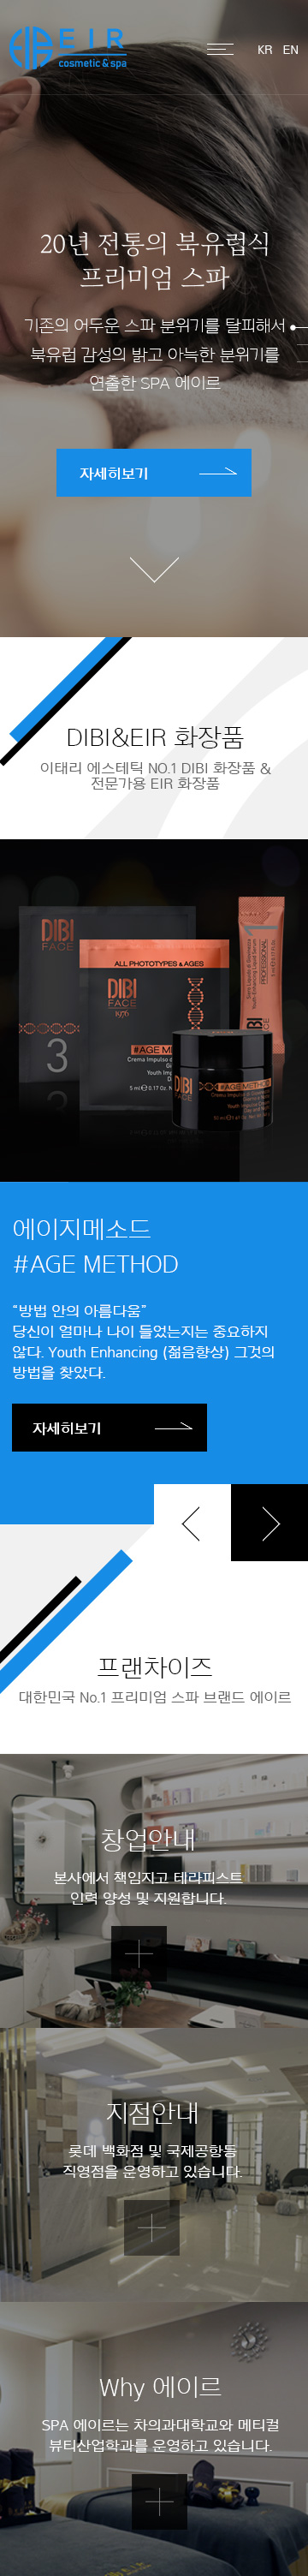 EIR
cosmetic & spa
KR EN
20년 전통의 북유럽식
프리미엄 스파
기존의 어두운 스파 분위기를 탈피해서
북유럽 감성의 밝고 아늑한 분위기를
연출한 SPA 에이르
자세히보기
DIBI&EIR 화장품
이태리 에스테틱 NO.1 DIBI 화장품 &
전문가용 EIR 화장품
DIBI
FACE
3
ALL PHOTOTYPES & AGES
DIBI
FACE
1976
#AGE ME
Crema Impulso d
5 ml ℮ 0.17 N
1
PROFESSIONAL
DIBI
FACE
#AGE METHOD
에이지메소드
#AGE METHOD
“방법 안의 아름다움”
당신이 얼마나 나이 들었는지는 중요하지
않다. Youth Enhancing (젊음향상) 그것의
방법을 찾았다.
자세히보기
프랜차이즈
대한민국 No.1 프리미엄 스파 브랜드 에이르
창업안내
본사에서 책임지고 테라피스트
인력 양성 및 지원합니다.
지점안내
롯데 백화점 및 국제공항등
직영점을 운영하고 있습니다.
Why 에이르
SPA 에이르는 차의과대학교와 메티컬
뷰티산업학과를 운영하고 있습니다.